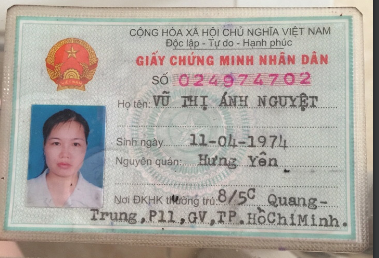 CỘNG HÒA XÃ HỘI CHỦ NGHĨA VIỆT NAM
Độc lập - Tự do - Hạnh phúc
GIẤY CHỨNG MINH NHÂN DÂN
SỐ 024974702
Họ tên: VŨ THỊ ÁNH NGUYỆT
Sinh ngày 11-04-1974
Nguyên quán: Hưng Yên
Nơi ĐKHK thường trú: 8/5C Quang-
Trung,P11,GV,TP.HồChíMinh.